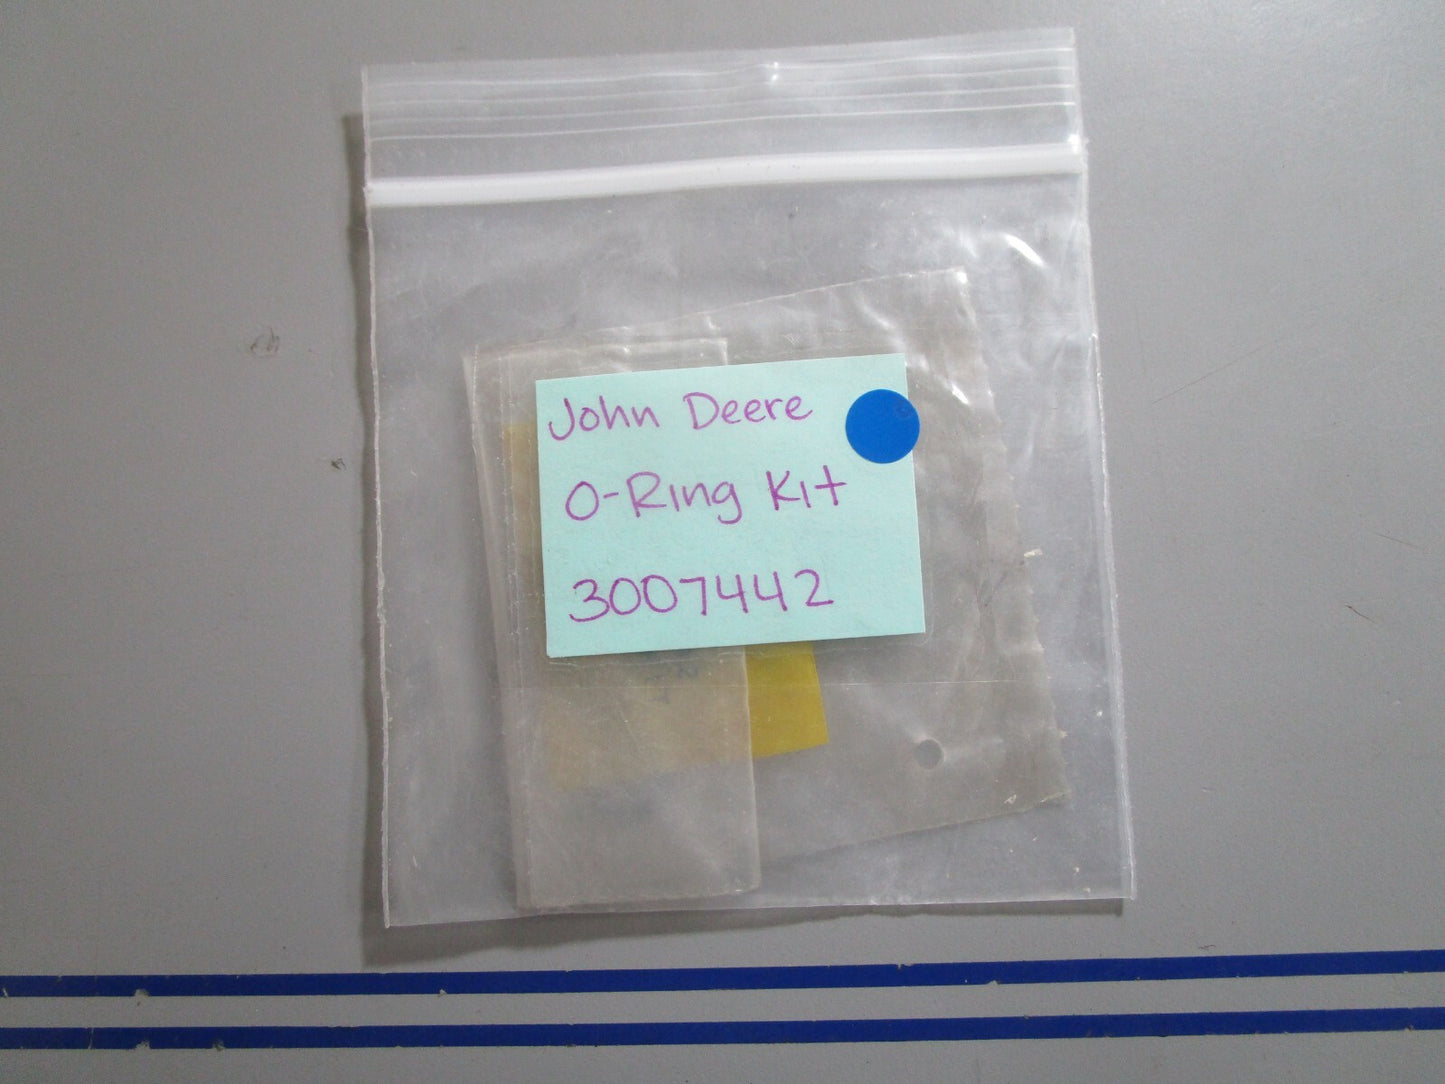 John Deere
O-Ring Kit
3007442